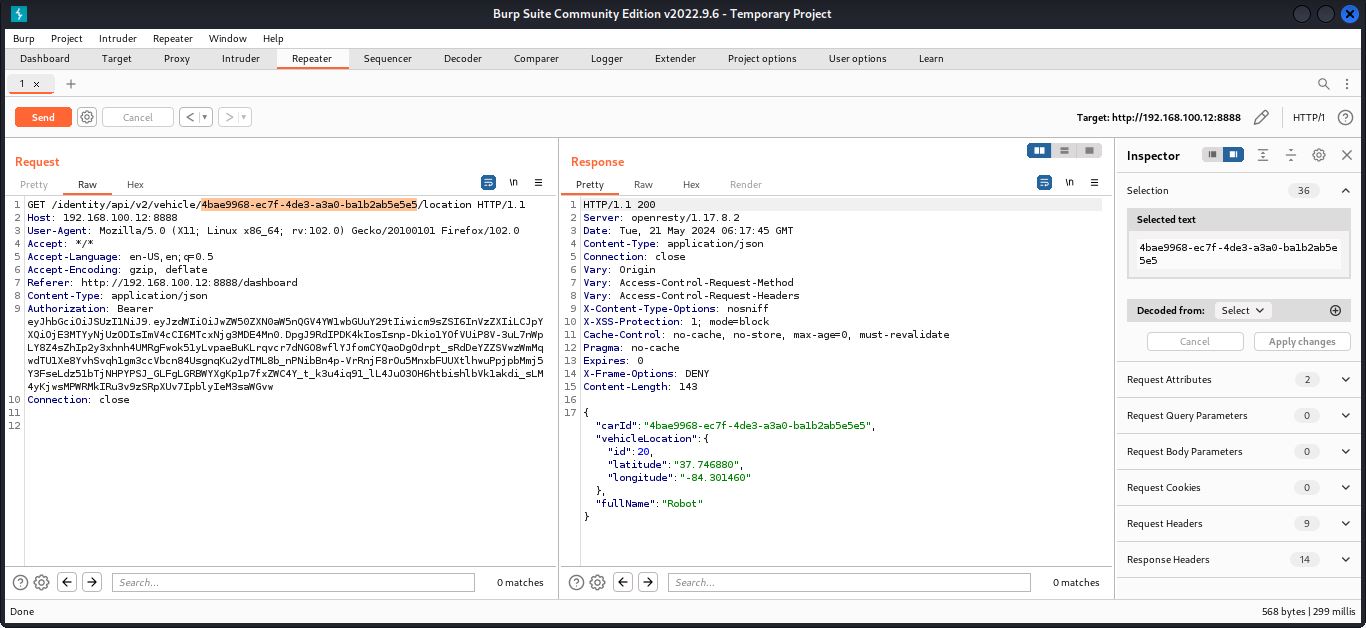 Burp Suite Community Edition v2022.9.6 - Temporary Project
Burp Project Intruder Repeater Window Help
Dashboard Target Proxy Intruder Repeater Sequencer Decoder Comparer Logger Extender Project options User options Learn
1 ×
Send Cancel < > Target: http://192.168.100.12:8888 HTTP/1
Request
Pretty Raw Hex \n
1 GET /identity/api/v2/vehicle/4bae9968-ec7f-4de3-a3a0-ba1b2ab5e5e5/location HTTP/1.1
2 Host: 192.168.100.12:8888
3 User-Agent: Mozilla/5.0 (X11; Linux x86_64; rv:102.0) Gecko/20100101 Firefox/102.0
4 Accept: */*
5 Accept-Language: en-US,en;q=0.5
6 Accept-Encoding: gzip, deflate
7 Referer: http://192.168.100.12:8888/dashboard
8 Content-Type: application/json
9 Authorization: Bearer
10 Connection: close
11
12
Search... 0 matches
Response
Pretty Raw Hex Render \n
1 HTTP/1.1 200
2 Server: openresty/1.17.8.2
3 Date: Tue, 21 May 2024 06:17:45 GMT
4 Content-Type: application/json
5 Connection: close
6 Vary: Origin
7 Vary: Access-Control-Request-Method
8 Vary: Access-Control-Request-Headers
9 X-Content-Type-Options: nosniff
10 X-XSS-Protection: 1; mode=block
11 Cache-Control: no-cache, no-store, max-age=0, must-revalidate
12 Pragma: no-cache
13 Expires: 0
14 X-Frame-Options: DENY
15 Content-Length: 143
16
17 {
"carId":"4bae9968-ec7f-4de3-a3a0-ba1b2ab5e5e5",
"vehicleLocation":{
"id":20,
"latitude":"37.746880",
"longitude":"-84.301460"
},
"fullName":"Robot"
}
Search... 0 matches
Inspector
Selection 36
Selected text
4bae9968-ec7f-4de3-a3a0-ba1b2ab5e
5e5
Decoded from: Select
Cancel Apply changes
Request Attributes 2
Request Query Parameters 0
Request Body Parameters 0
Request Cookies 0
Request Headers 9
Response Headers 14
Done 568 bytes | 299 millis